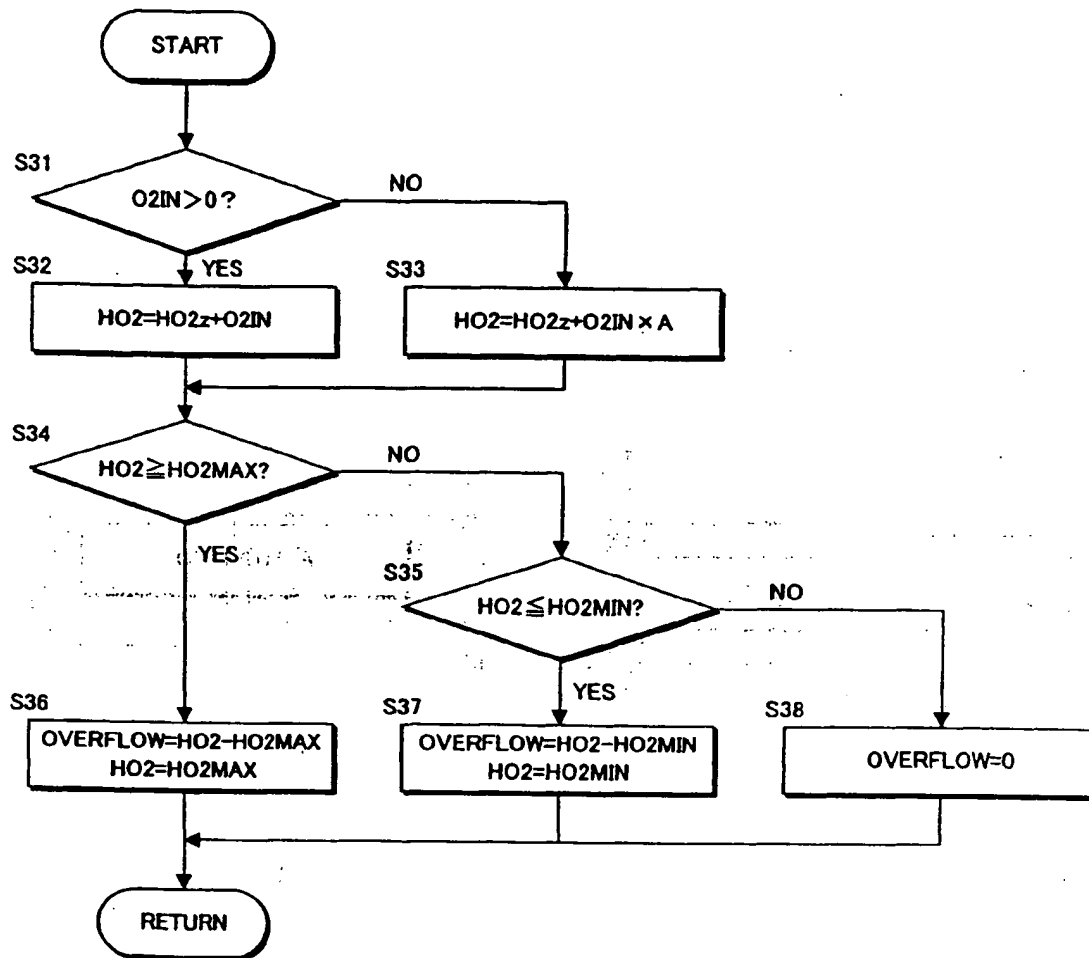 START
S31
O2IN>0?
NO
S32
YES
S33
HO2=HO2z+O2IN
HO2=HO2z+O2IN×A
S34
HO2≧HO2MAX?
NO
YES
S35
HO2≦HO2MIN?
NO
YES
S36
OVERFLOW=HO2-HO2MAX
HO2=HO2MAX
S37
OVERFLOW=HO2-HO2MIN
HO2=HO2MIN
S38
OVERFLOW=0
RETURN